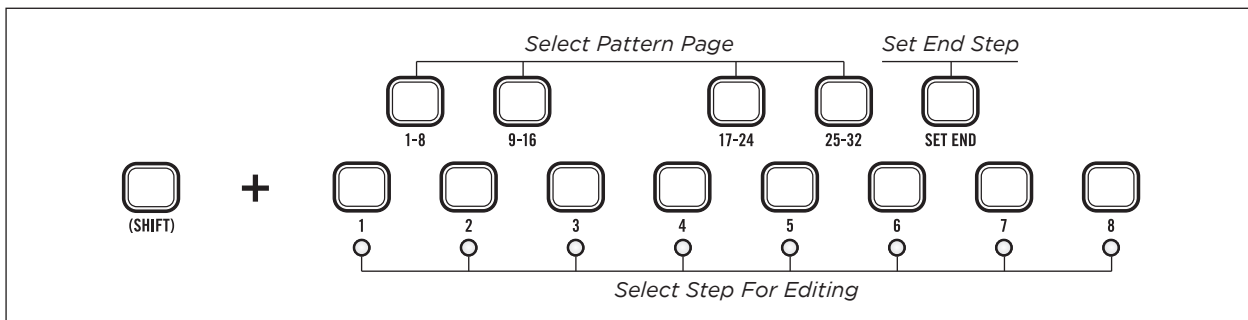 Select Pattern Page Set End Step
1-8 9-16 17-24 25-32 SET END
+
(SHIFT) 1 2 3 4 5 6 7 8
Select Step For Editing